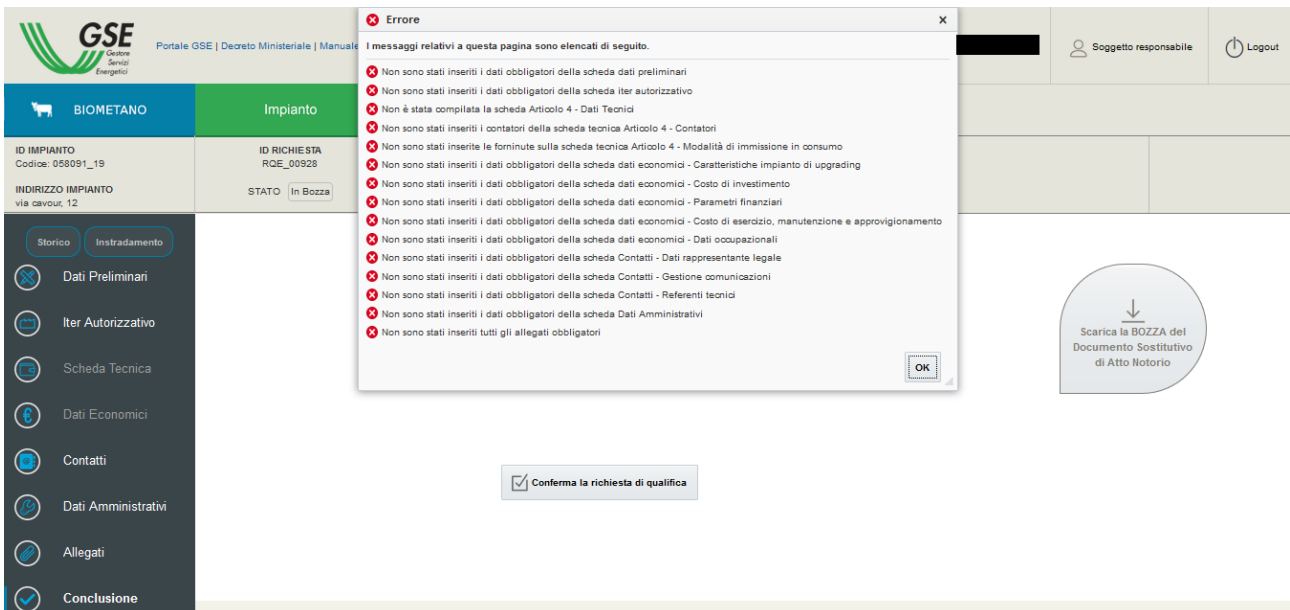 GSE
Gestore
Servizi
Energetici
Portale GSE | Decreto Ministeriale | Manuale
Errore
x
I messaggi relativi a questa pagina sono elencati di seguito.
Non sono stati inseriti i dati obbligatori della scheda dati preliminari
Non sono stati inseriti i dati obbligatori della scheda iter autorizzativo
Non è stata compilata la scheda Articolo 4 - Dati Tecnici
Non sono stati inseriti i contatori della scheda tecnica Articolo 4 - Contatori
Non sono stati inserite le forninute sulla scheda tecnica Articolo 4 - Modalità di immissione in consumo
Non sono stati inseriti i dati obbligatori della scheda dati economici - Caratteristiche impianto di upgrading
Non sono stati inseriti i dati obbligatori della scheda dati economici - Costo di investimento
Non sono stati inseriti i dati obbligatori della scheda dati economici - Parametri finanziari
Non sono stati inseriti i dati obbligatori della scheda dati economici - Costo di esercizio, manutenzione e approvigionamento
Non sono stati inseriti i dati obbligatori della scheda dati economici - Dati occupazionali
Non sono stati inseriti i dati obbligatori della scheda Contatti - Dati rappresentante legale
Non sono stati inseriti i dati obbligatori della scheda Contatti - Gestione comunicazioni
Non sono stati inseriti i dati obbligatori della scheda Contatti - Referenti tecnici
Non sono stati inseriti i dati obbligatori della scheda Dati Amministrativi
Non sono stati inseriti tutti gli allegati obbligatori
OK
Soggetto responsabile
Logout
BIOMETANO
Impianto
ID IMPIANTO
Codice: 058091_19
INDIRIZZO IMPIANTO
via cavour, 12
ID RICHIESTA
RQE_00928
STATO In Bozza
Storico
Instradamento
Dati Preliminari
Iter Autorizzativo
Scheda Tecnica
Dati Economici
Contatti
Dati Amministrativi
Allegati
Conclusione
Scarica la BOZZA del
Documento Sostitutivo
di Atto Notorio
Conferma la richiesta di qualifica